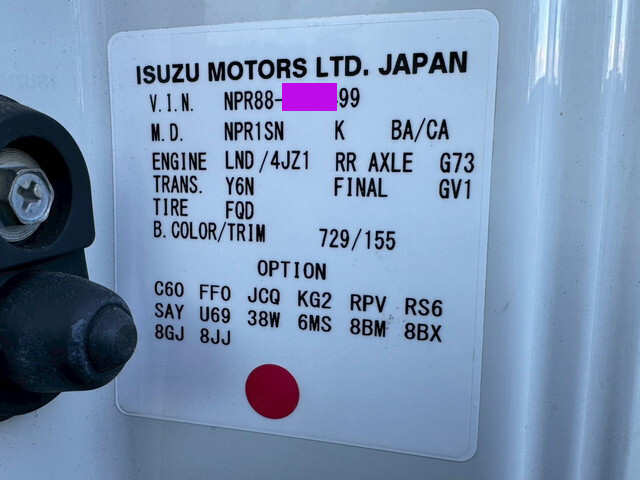 ISUZU MOTORS LTD. JAPAN
V.I.N. NPR88- 99
M.D. NPR1SN K BA/CA
ENGINE LND/4JZ1 RR AXLE G73
TRANS. Y6N FINAL GV1
TIRE FQD
B.COLOR/TRIM 729/155
OPTION
C60 FF0 JCQ KG2 RPV RS6
SAY U69 38W 6MS 8BM 8BX
8GJ 8JJ